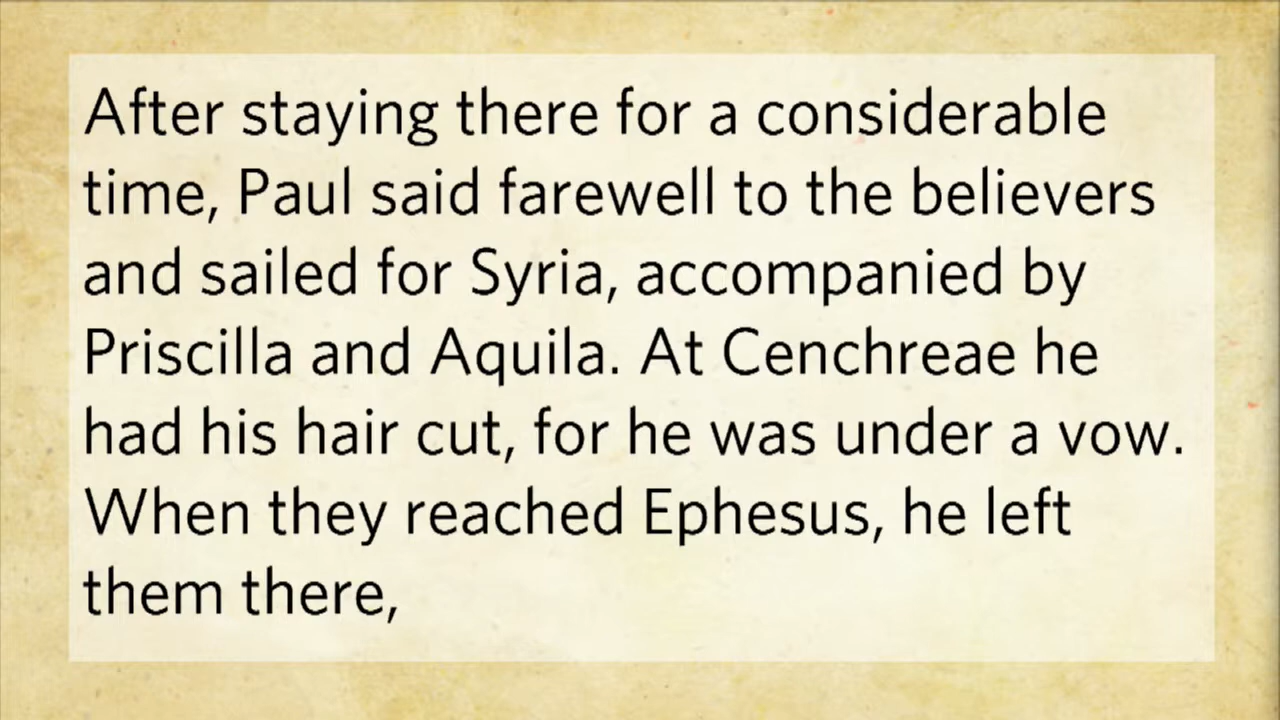 After staying there for a considerable
time, Paul said farewell to the believers
and sailed for Syria, accompanied by
Priscilla and Aquila. At Cenchreae he
had his hair cut, for he was under a vow.
When they reached Ephesus, he left
them there,